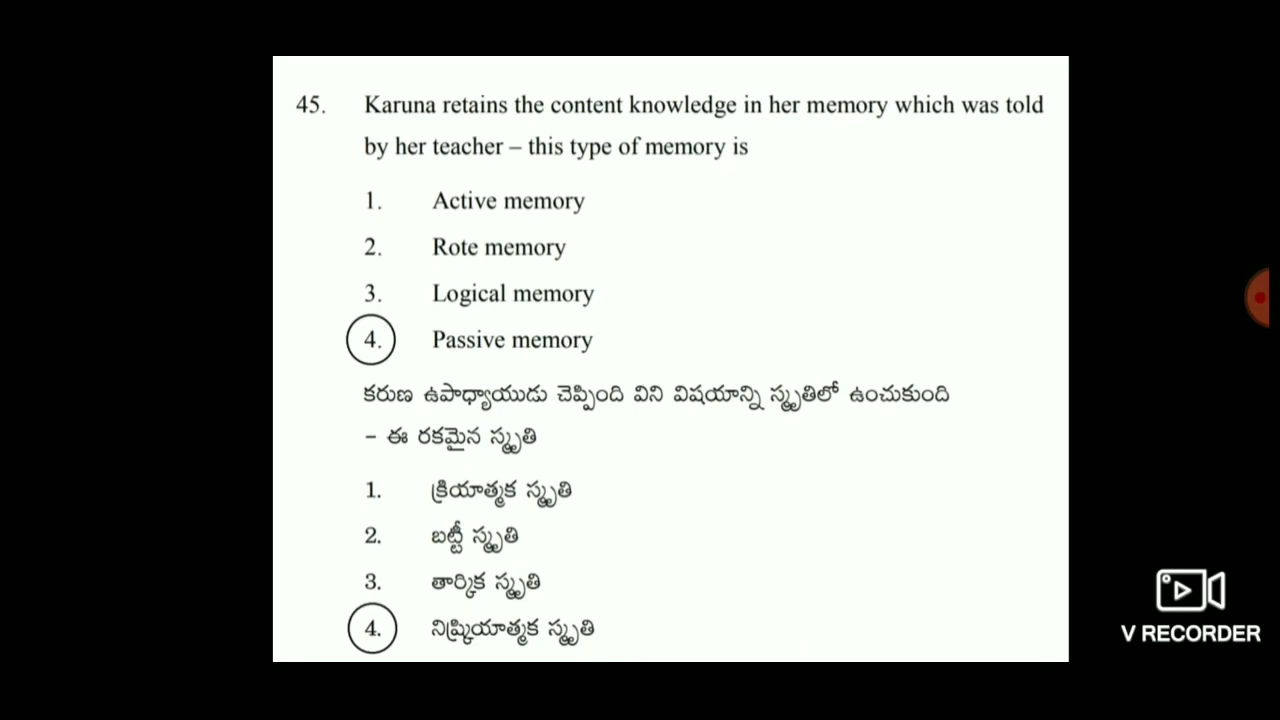 45. Karuna retains the content knowledge in her memory which was told
by her teacher – this type of memory is
1. Active memory
2. Rote memory
3. Logical memory
4. Passive memory
కరుణ ఉపాధ్యాయుడు చెప్పింది విని విషయాన్ని స్మృతిలో ఉంచుకుంది
– ఈ రకమైన స్మృతి
1. క్రియాత్మక స్మృతి
2. బట్టీ స్మృతి
3. తార్కిక స్మృతి
4. నిష్క్రియాత్మక స్మృతి
V RECORDER